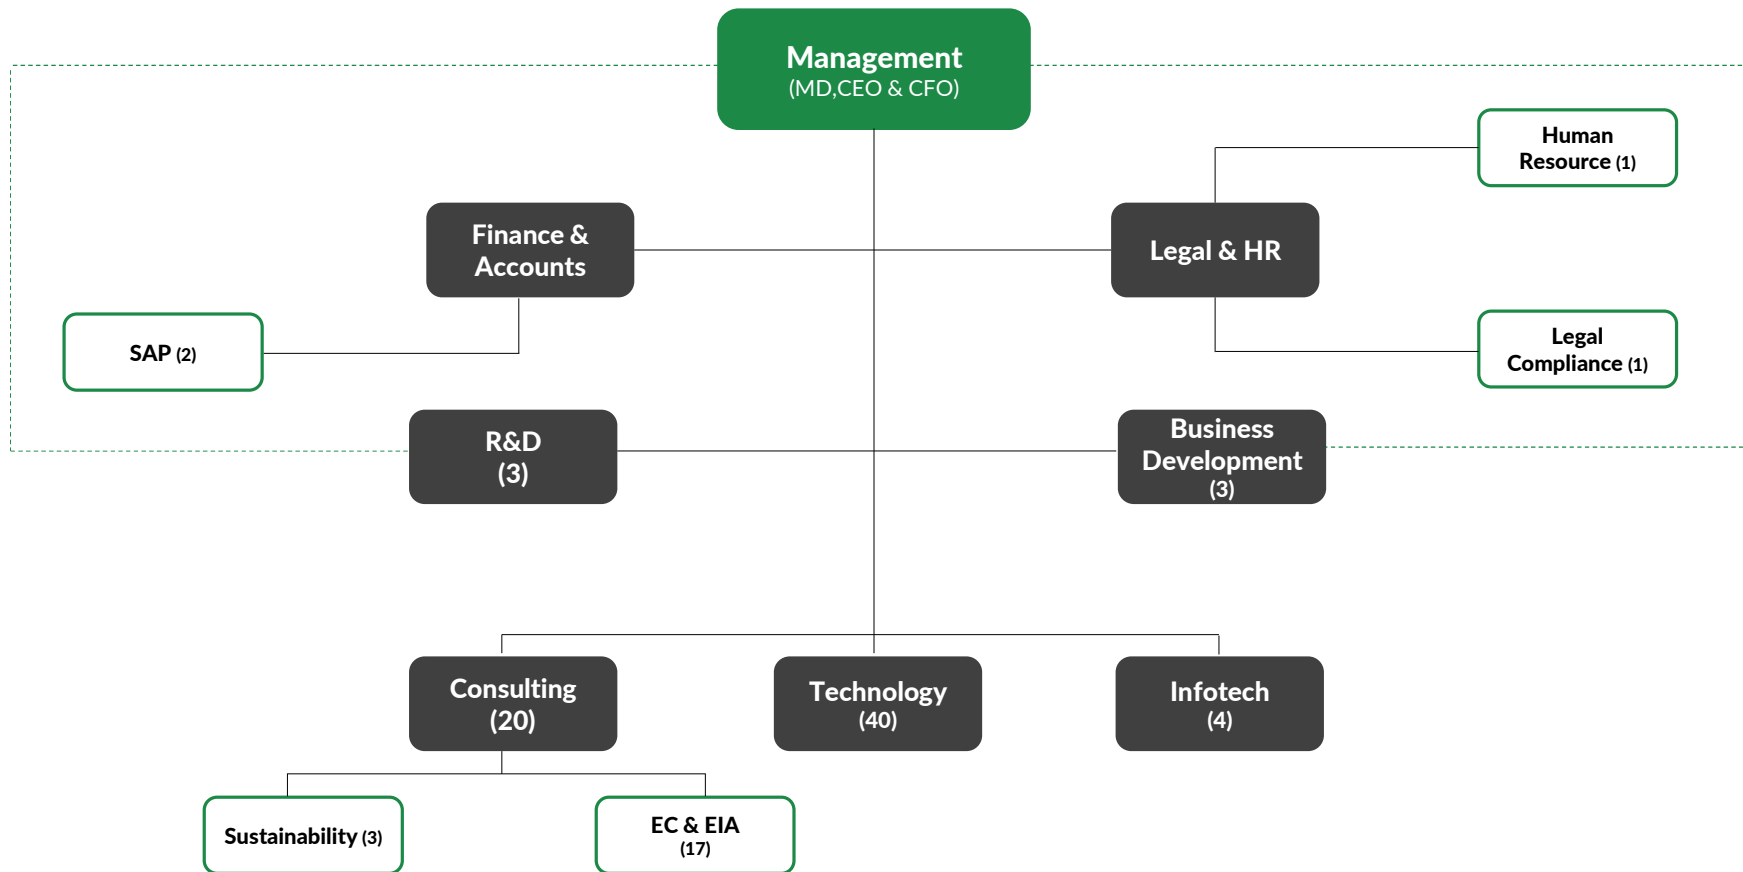 Management
(MD,CEO & CFO)
Human
Resource (1)
Finance &
Accounts
Legal & HR
SAP (2)
Legal
Compliance (1)
R&D
(3)
Business
Development
(3)
Consulting
(20)
Technology
(40)
Infotech
(4)
Sustainability (3)
EC & EIA
(17)